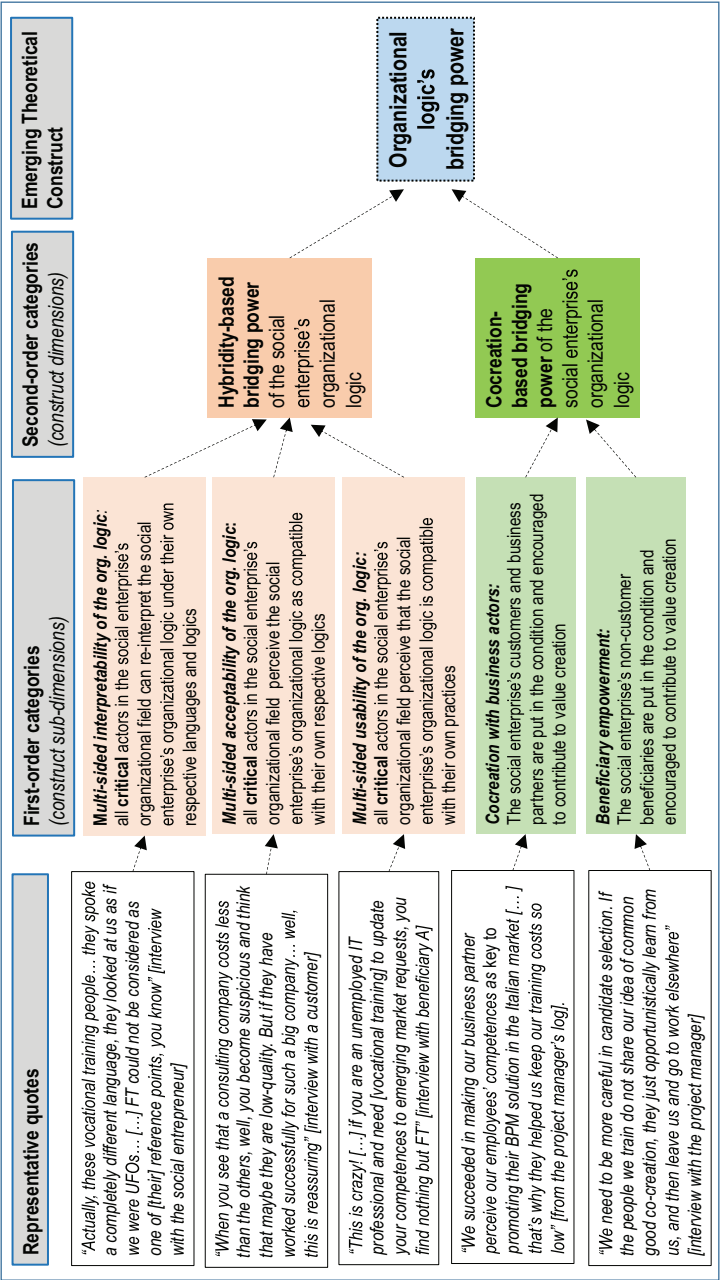 Representative quotes
“Actually, these vocational training people… they spoke
a completely different language, they looked at us as if
we were UFOs… […] FT could not be considered as
one of [their] reference points, you know” [interview
with the social entrepreneur]
“When you see that a consulting company costs less
than the others, well, you become suspicious and think
that maybe they are low-quality. But if they have
worked successfully for such a big company… well,
this is reassuring” [interview with a customer]
“This is crazy! […] if you are an unemployed IT
professional and need [vocational training] to update
your competences to emerging market requests, you
find nothing but FT” [interview with beneficiary A]
“We succeeded in making our business partner
perceive our employees’ competences as key to
promoting their BPM solution in the Italian market […]
that’s why they helped us keep our training costs so
low” [from the project manager’s log].
“We need to be more careful in candidate selection. If
the people we train do not share our idea of common
good co-creation, they just opportunistically learn from
us, and then leave us and go to work elsewhere”
[interview with the project manager]
First-order categories
(construct sub-dimensions)
Multi-sided interpretability of the org. logic:
all critical actors in the social enterprise’s
organizational field can re-interpret the social
enterprise’s organizational logic under their own
respective languages and logics
Multi-sided acceptability of the org. logic:
all critical actors in the social enterprise’s
organizational field perceive the social
enterprise’s organizational logic as compatible
with their own respective logics
Multi-sided usability of the org. logic:
all critical actors in the social enterprise’s
organizational field perceive that the social
enterprise’s organizational logic is compatible
with their own practices
Cocreation with business actors:
The social enterprise’s customers and business
partners are put in the condition and encouraged
to contribute to value creation
Beneficiary empowerment:
The social enterprise’s non-customer
beneficiaries are put in the condition and
encouraged to contribute to value creation
Second-order categories
(construct dimensions)
Hybridity-based
bridging power
of the social
enterprise’s
organizational
logic
Cocreation-
based bridging
power of the
social enterprise’s
organizational
logic
Emerging Theoretical
Construct
Organizational
logic’s
bridging power